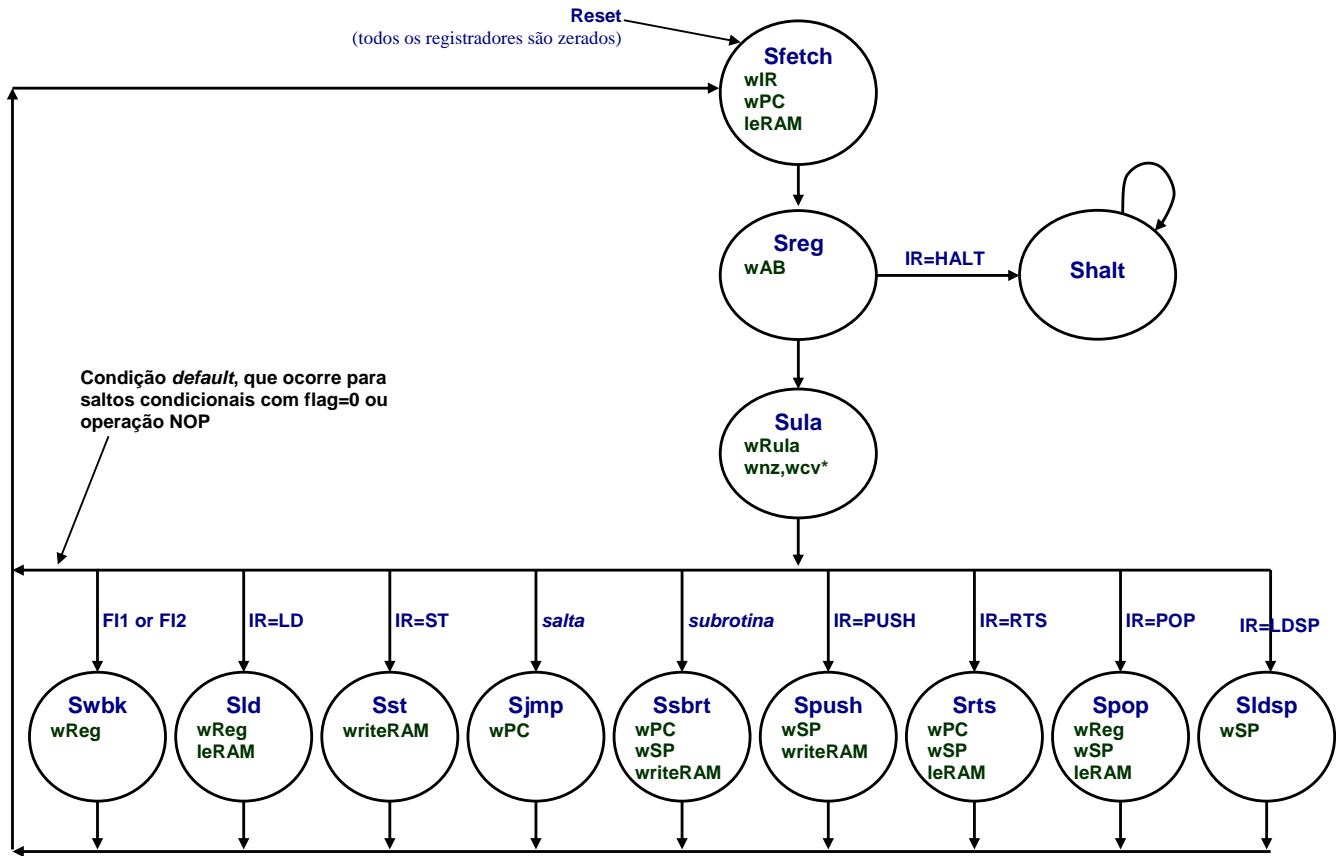 Reset
(todos os registradores são zerados)
Sfetch
wIR
wPC
leRAM
Sreg
wAB
IR=HALT
Shalt
Condição default, que ocorre para
saltos condicionais com flag=0 ou
operação NOP
Sula
wRula
wnz,wcv*
FI1 or FI2
IR=LD
IR=ST
salta
subrotina
IR=PUSH
IR=RTS
IR=POP
IR=LDSP
Swbk
wReg
Sld
wReg
leRAM
Sst
writeRAM
Sjmp
wPC
Ssbrt
wPC
wSP
writeRAM
Spush
wSP
writeRAM
Srts
wPC
wSP
leRAM
Spop
wReg
wSP
leRAM
Sldsp
wSP